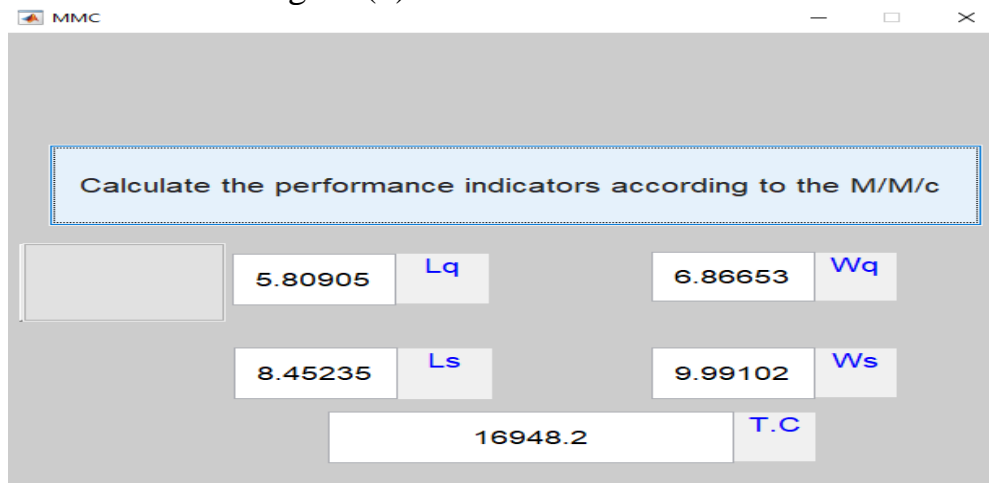 MMC
Calculate the performance indicators according to the M/M/c
5.80905 Lq 6.86653 Wq
8.45235 Ls 9.99102 Ws
16948.2 T.C